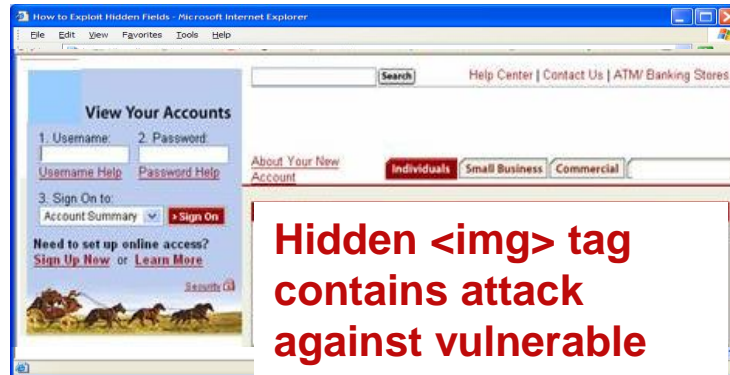 How to Exploit Hidden Fields - Microsoft Internet Explorer
File Edit View Favorites Tools Help
Search
Help Center | Contact Us | ATM/ Banking Stores
View Your Accounts
1. Username: 2. Password:
Username Help Password Help
3. Sign On to:
Account Summary Sign On
Need to set up online access?
Sign Up Now or Learn More
Security
About Your New
Account
Individuals Small Business Commercial
Hidden <img> tag
contains attack
against vulnerable